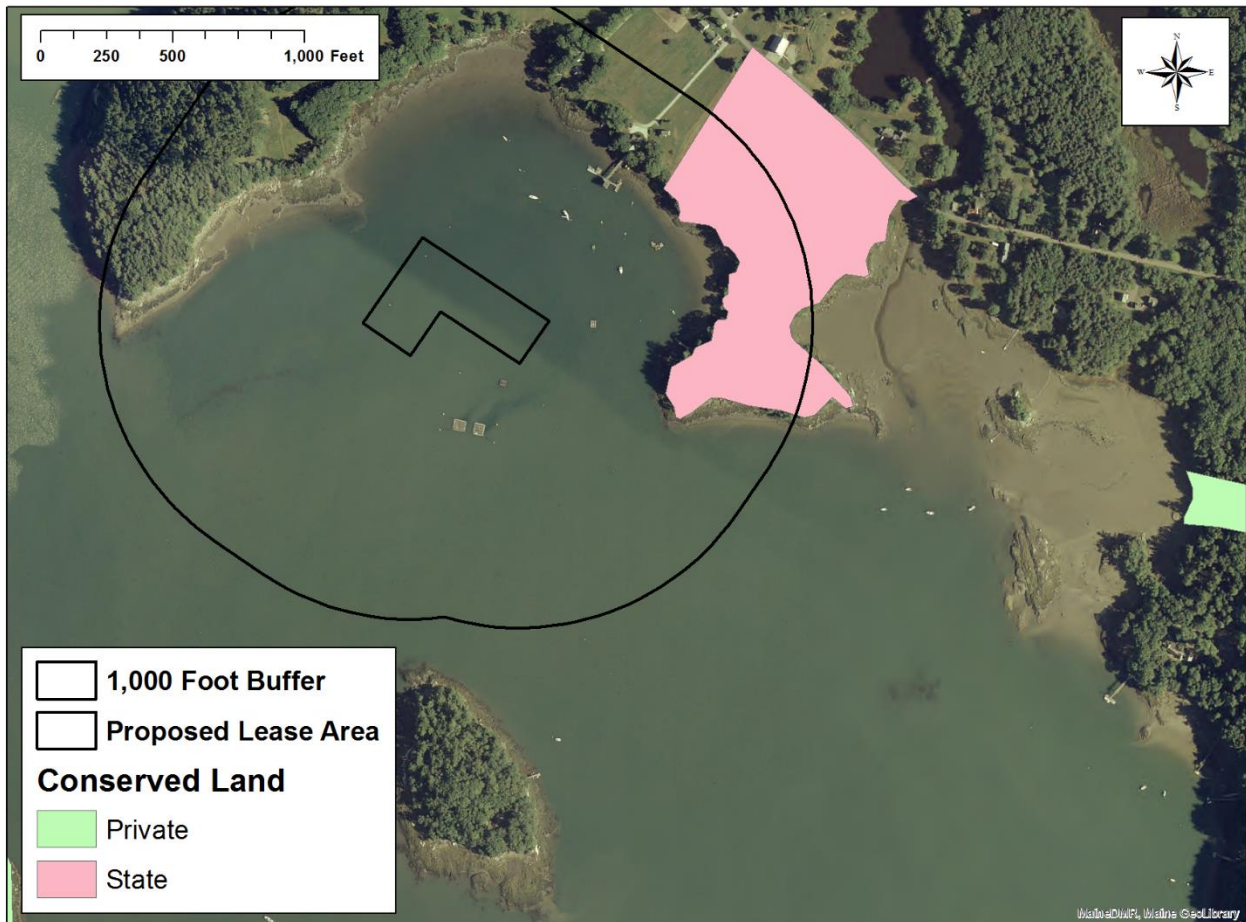 0 250 500 1,000 Feet
N
W E
S
1,000 Foot Buffer
Proposed Lease Area
Conserved Land
Private
State
MaineDMR, Maine GeoLibrary